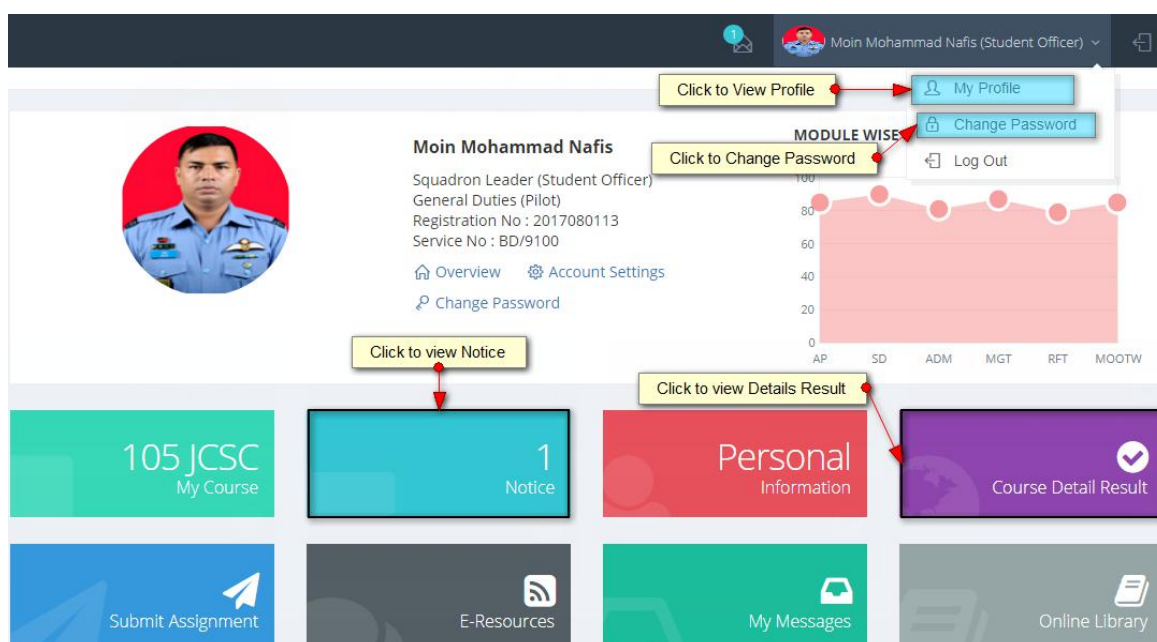 1
Moin Mohammad Nafis (Student Officer)
Click to View Profile
My Profile
Click to Change Password
Change Password
Log Out
Moin Mohammad Nafis
Squadron Leader (Student Officer)
General Duties (Pilot)
Registration No : 2017080113
Service No : BD/9100
Overview
Account Settings
Change Password
MODULE WISE
100
80
60
40
20
0
AP SD ADM MGT RFT MOOTW
Click to view Notice
Click to view Details Result
105 JCSC
My Course
1
Notice
Personal
Information
Course Detail Result
Submit Assignment
E-Resources
My Messages
Online Library